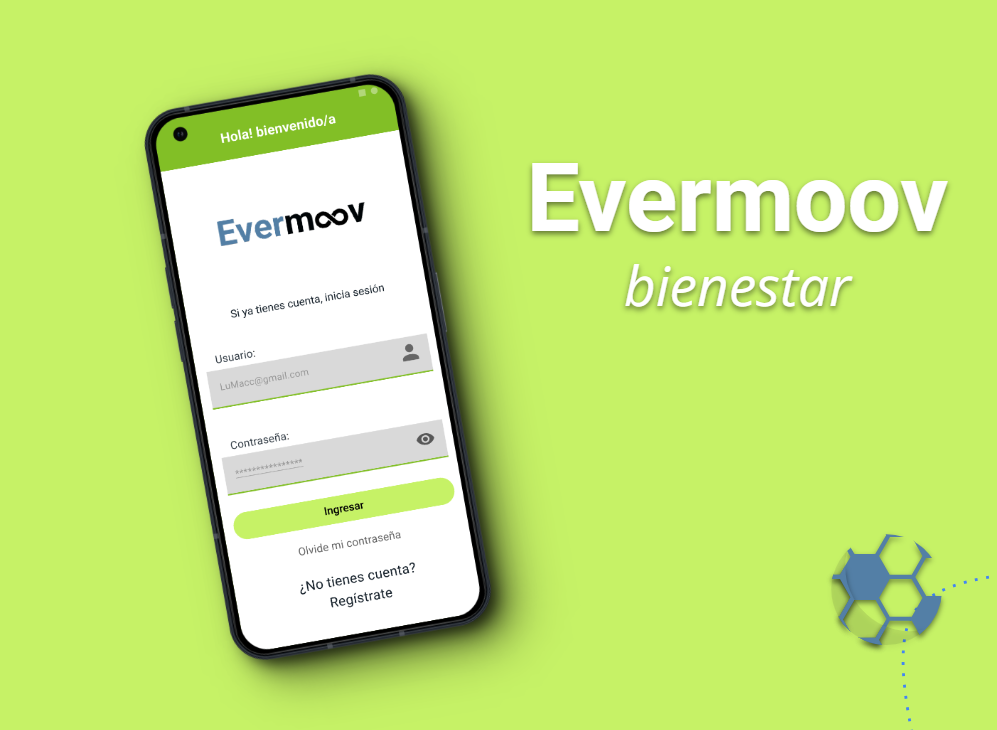 Hola! bienvenido/a
Evermoov
Si ya tienes cuenta, inicia sesión
Usuario:
LuMacc@gmail.com
Contraseña:
****************
Ingresar
Olvide mi contraseña
¿No tienes cuenta?
Regístrate
Evermoov
bienestar